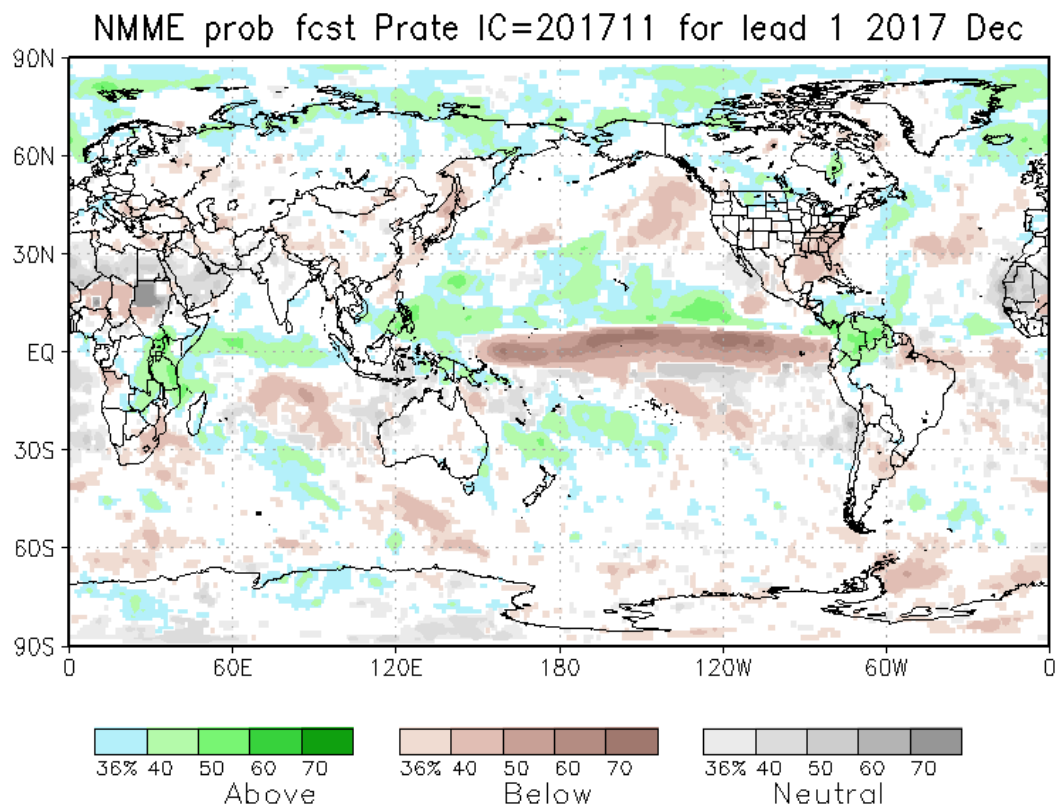 NMME prob fcst Prate IC=201711 for lead 1 2017 Dec
90N
60N
30N
EQ
30S
60S
90S
0 60E 120E 180 120W 60W 0
36% 40 50 60 70 36% 40 50 60 70 36% 40 50 60 70
Above Below Neutral